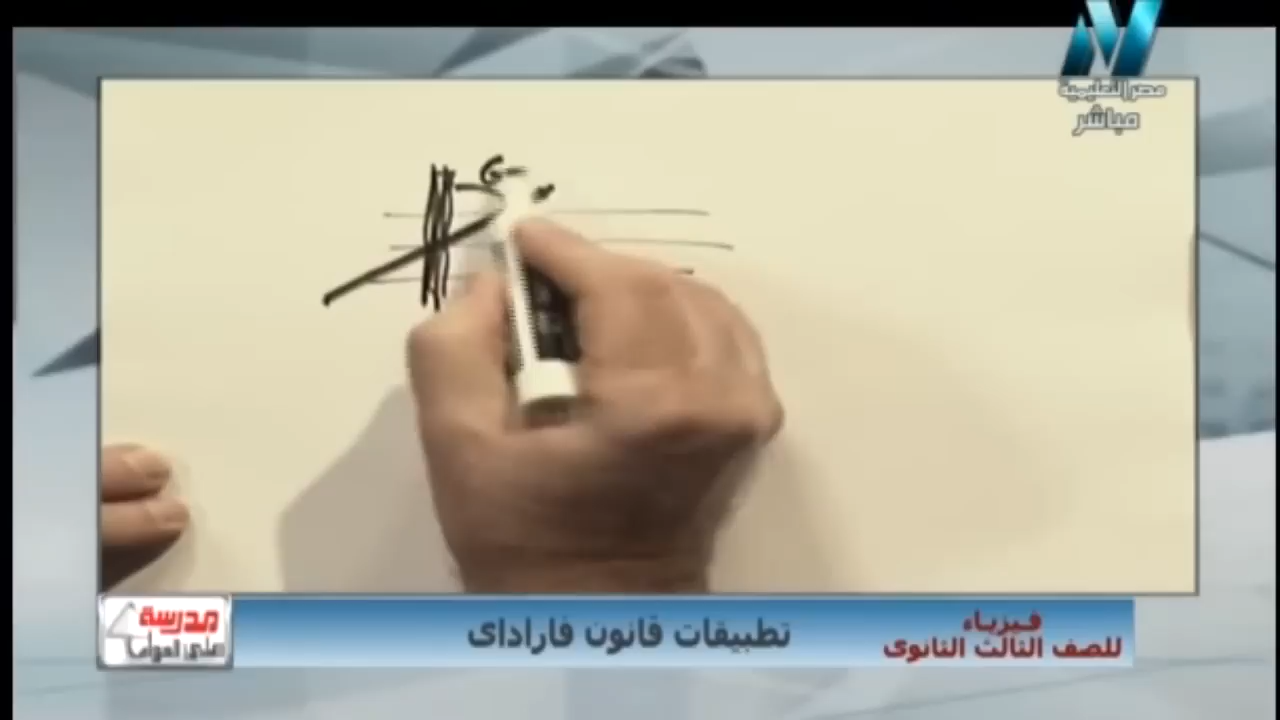 مصر التعليمية
مباشر
فيزياء
للصف الثالث الثانوى
تطبيقات قانون فاراداى
مدرسة
على الهواء